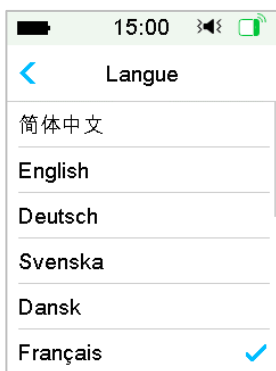 15:00
Langue
简体中文
English
Deutsch
Svenska
Dansk
Français